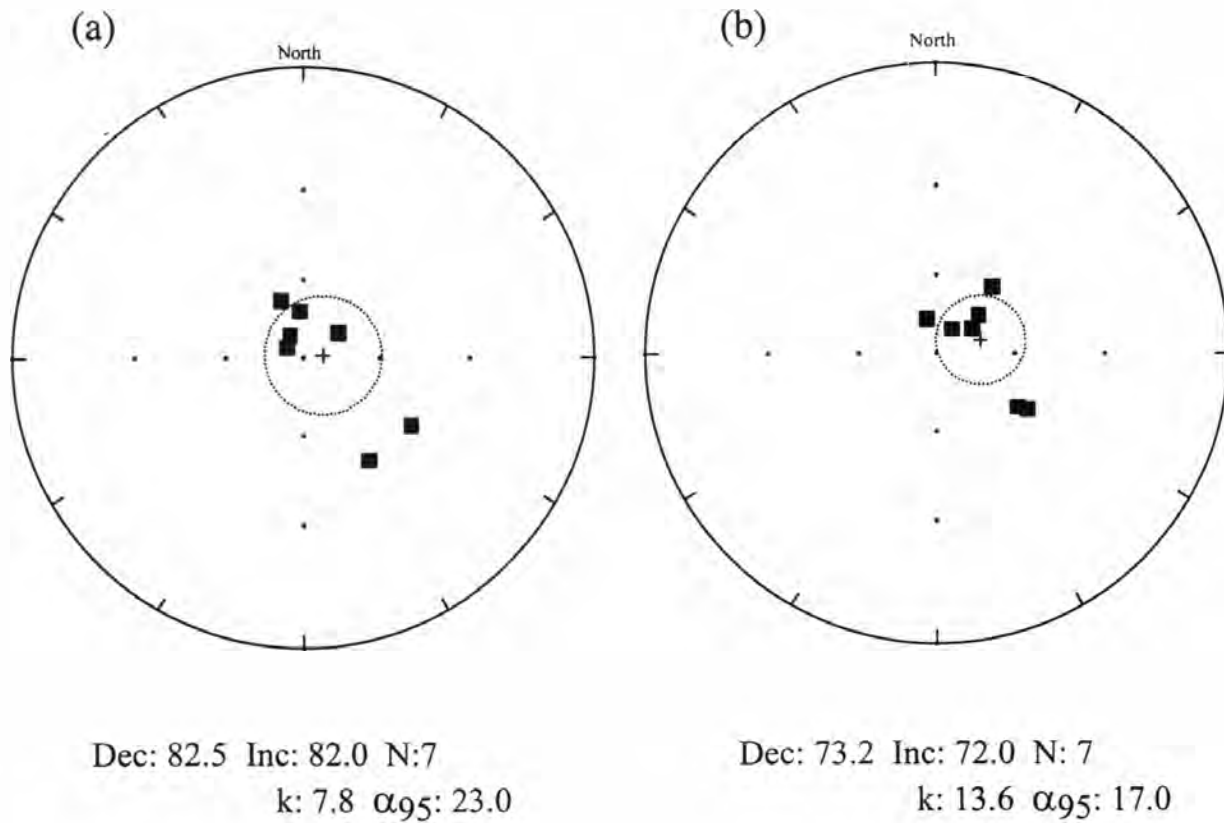 (a)
North
Dec: 82.5 Inc: 82.0 N:7
k: 7.8 α95: 23.0
(b)
North
Dec: 73.2 Inc: 72.0 N: 7
k: 13.6 α95: 17.0